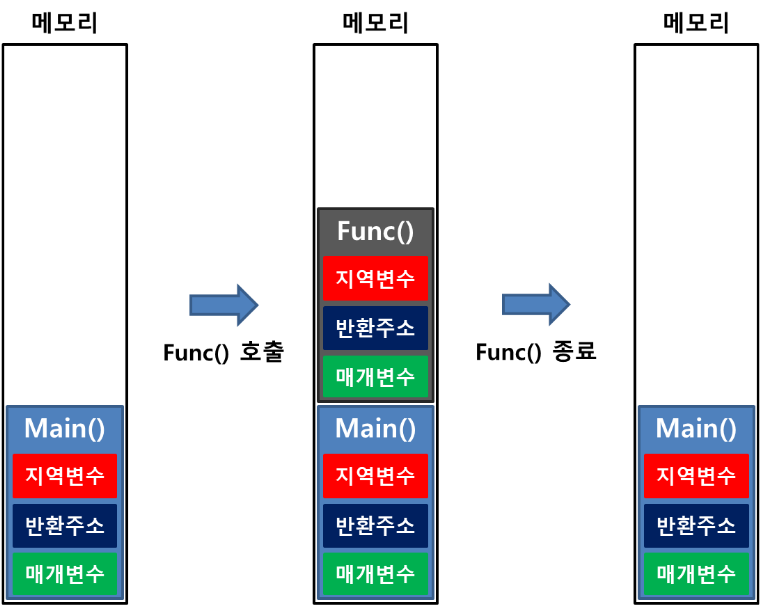 메모리
메모리
메모리
Func()
지역변수
반환주소
매개변수
Func() 호출
Func() 종료
Main()
지역변수
반환주소
매개변수
Main()
지역변수
반환주소
매개변수
Main()
지역변수
반환주소
매개변수